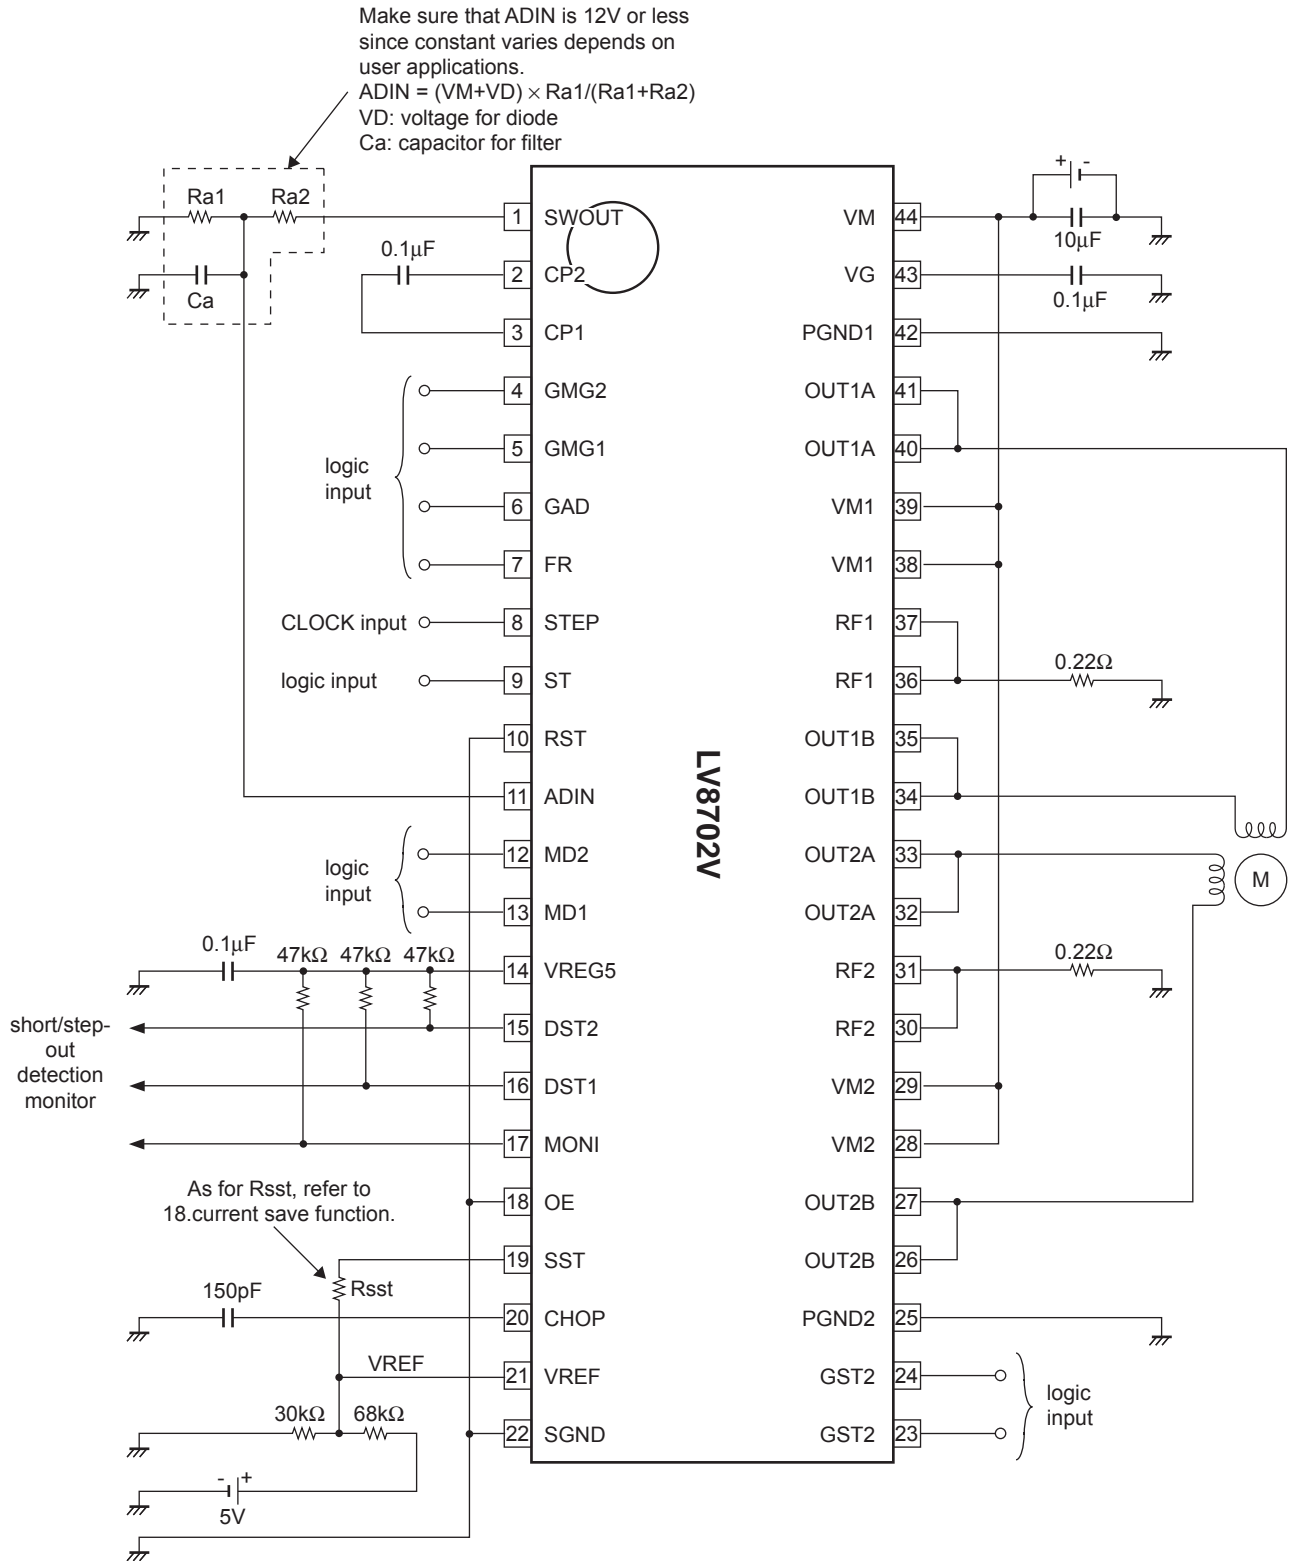 Make sure that ADIN is 12V or less
since constant varies depends on
user applications.
ADIN = (VM+VD) × Ra1/(Ra1+Ra2)
VD: voltage for diode
Ca: capacitor for filter
Ra1
Ra2
Ca
0.1µF
logic
input
CLOCK input
logic input
logic
input
0.1µF
47kΩ
47kΩ
47kΩ
short/step-
out
detection
monitor
As for Rsst, refer to
18.current save function.
Rsst
150pF
VREF
30kΩ
68kΩ
- +
5V
1 SWOUT
2 CP2
3 CP1
4 GMG2
5 GMG1
6 GAD
7 FR
8 STEP
9 ST
10 RST
11 ADIN
12 MD2
13 MD1
14 VREG5
15 DST2
16 DST1
17 MONI
18 OE
19 SST
20 CHOP
21 VREF
22 SGND
LV8702V
VM 44
VG 43
PGND1 42
OUT1A 41
OUT1A 40
VM1 39
VM1 38
RF1 37
RF1 36
OUT1B 35
OUT1B 34
OUT2A 33
OUT2A 32
RF2 31
RF2 30
VM2 29
VM2 28
OUT2B 27
OUT2B 26
PGND2 25
GST2 24
GST2 23
+ -
10µF
0.1µF
0.22Ω
M
0.22Ω
logic
input